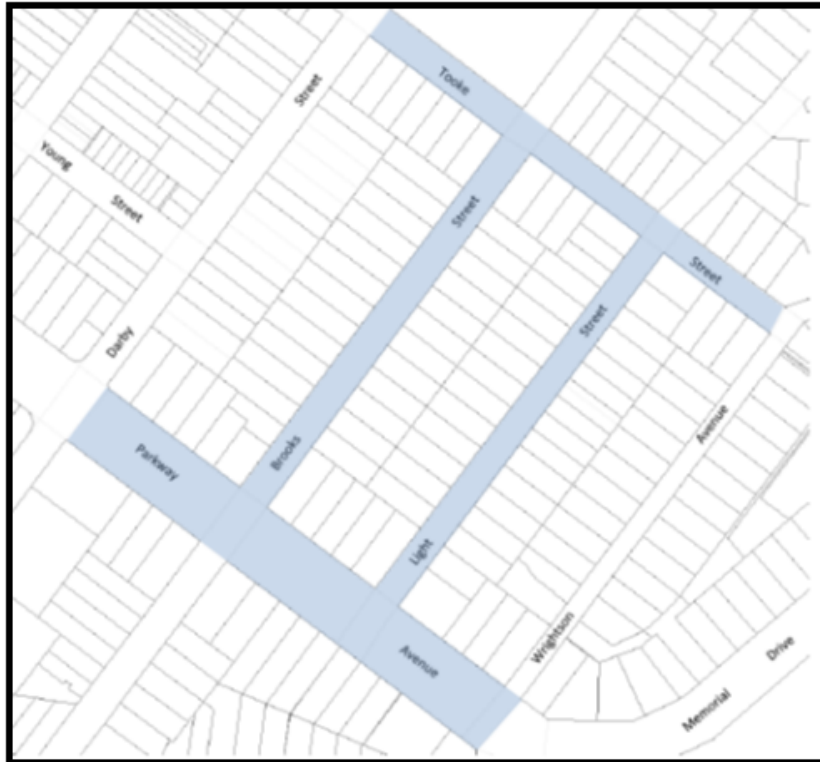 Tooke
Street
Young
Street
Street
Street
Street
Darby
Avenue
Brooks
Parkway
Light
Avenue
Wrightson
Drive
Memorial